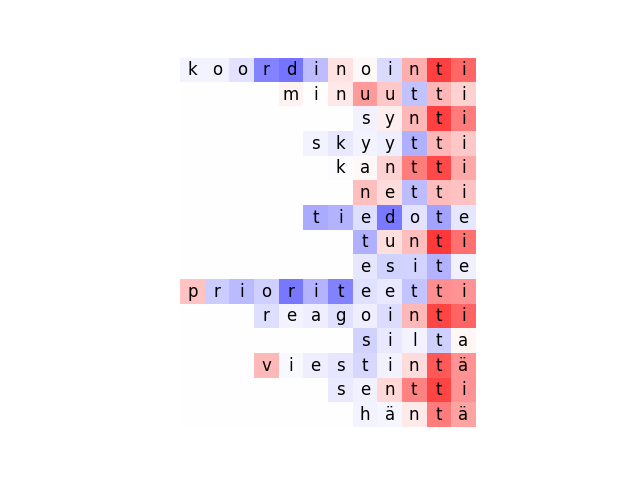 koordinointi
minuutti
synti
skyytti
kantti
netti
tiedote
tunti
esite
prioriteetti
reagointi
silta
viestintä
sentti
häntä